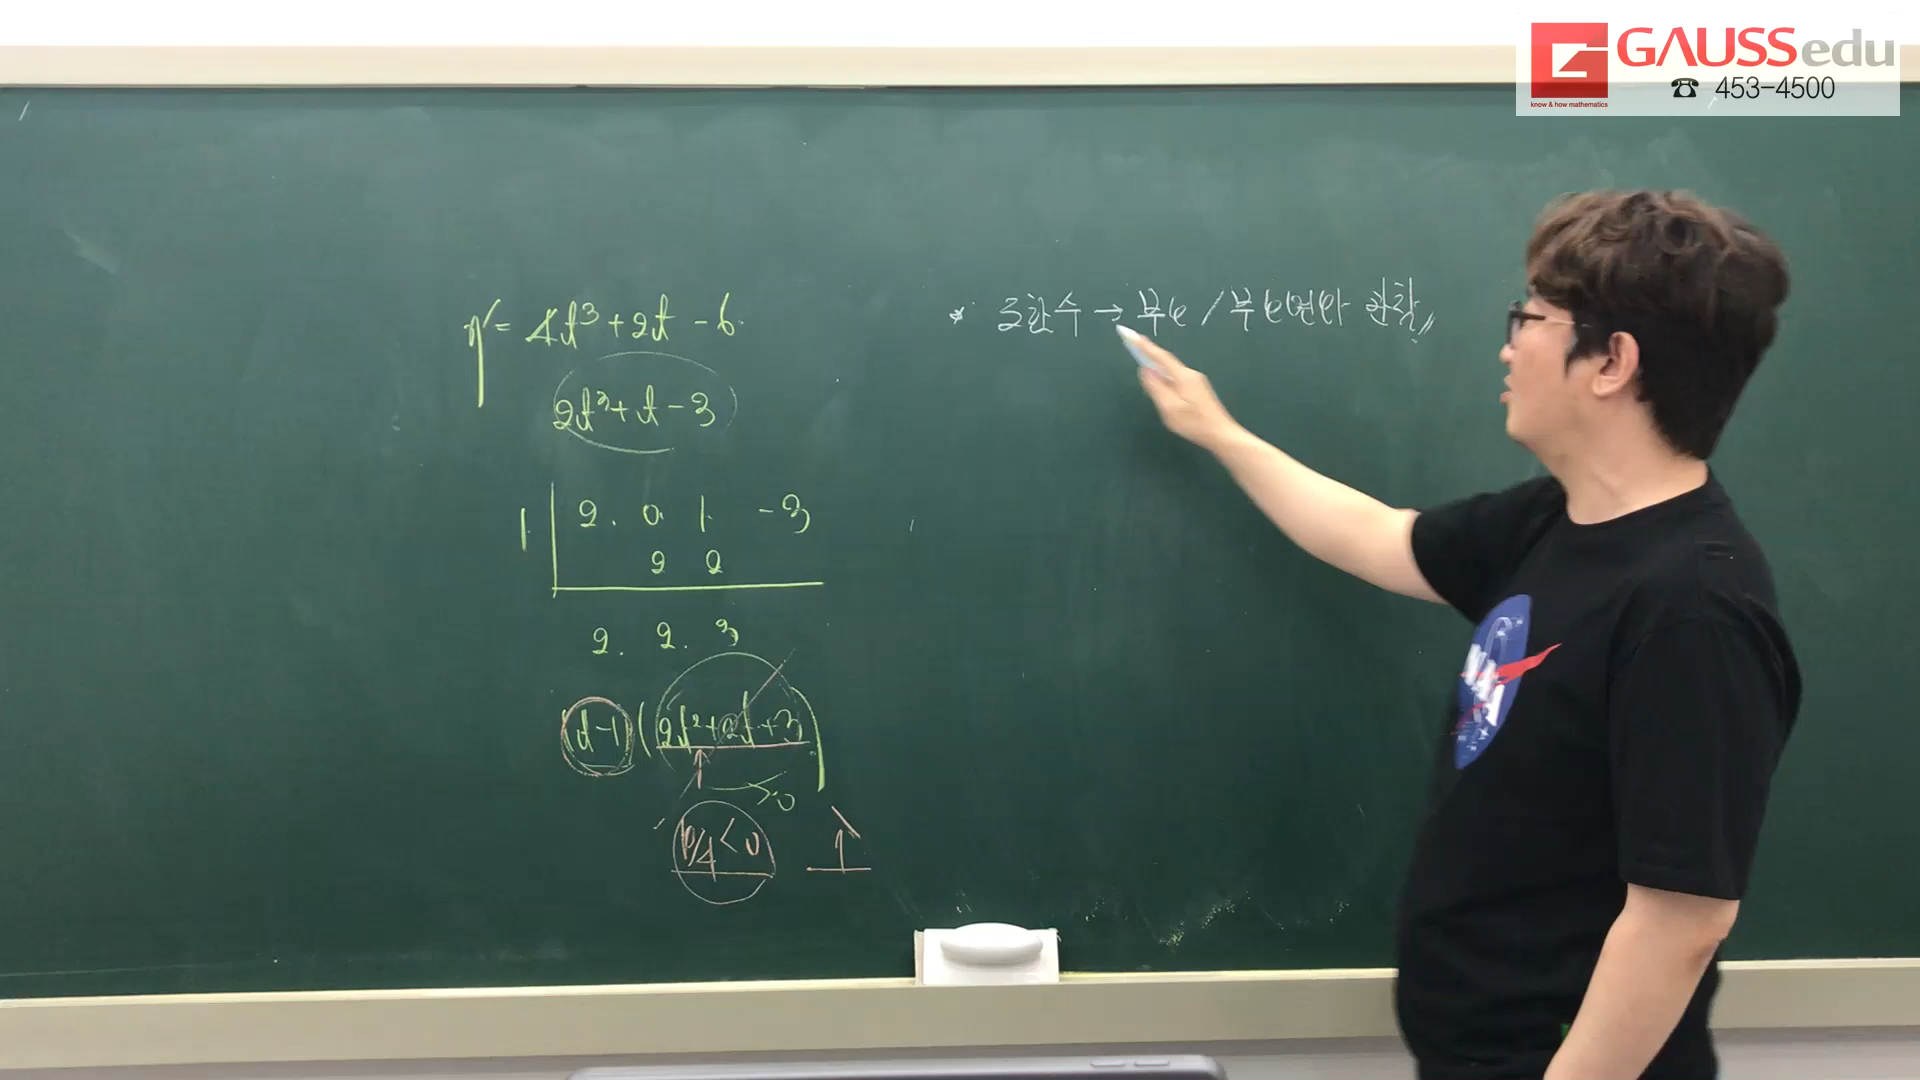 GAUSSedu
know & how mathematics
☎ 453-4500
y' = 4t³ + 2t - 6
2t³ + t - 3
1 2 0 1 -3
2 2
2 2 3
(t-1)(2t²+2t+3)
>0
D/4 < 0
* 도함수 → 부호 / 부호변화 관찰